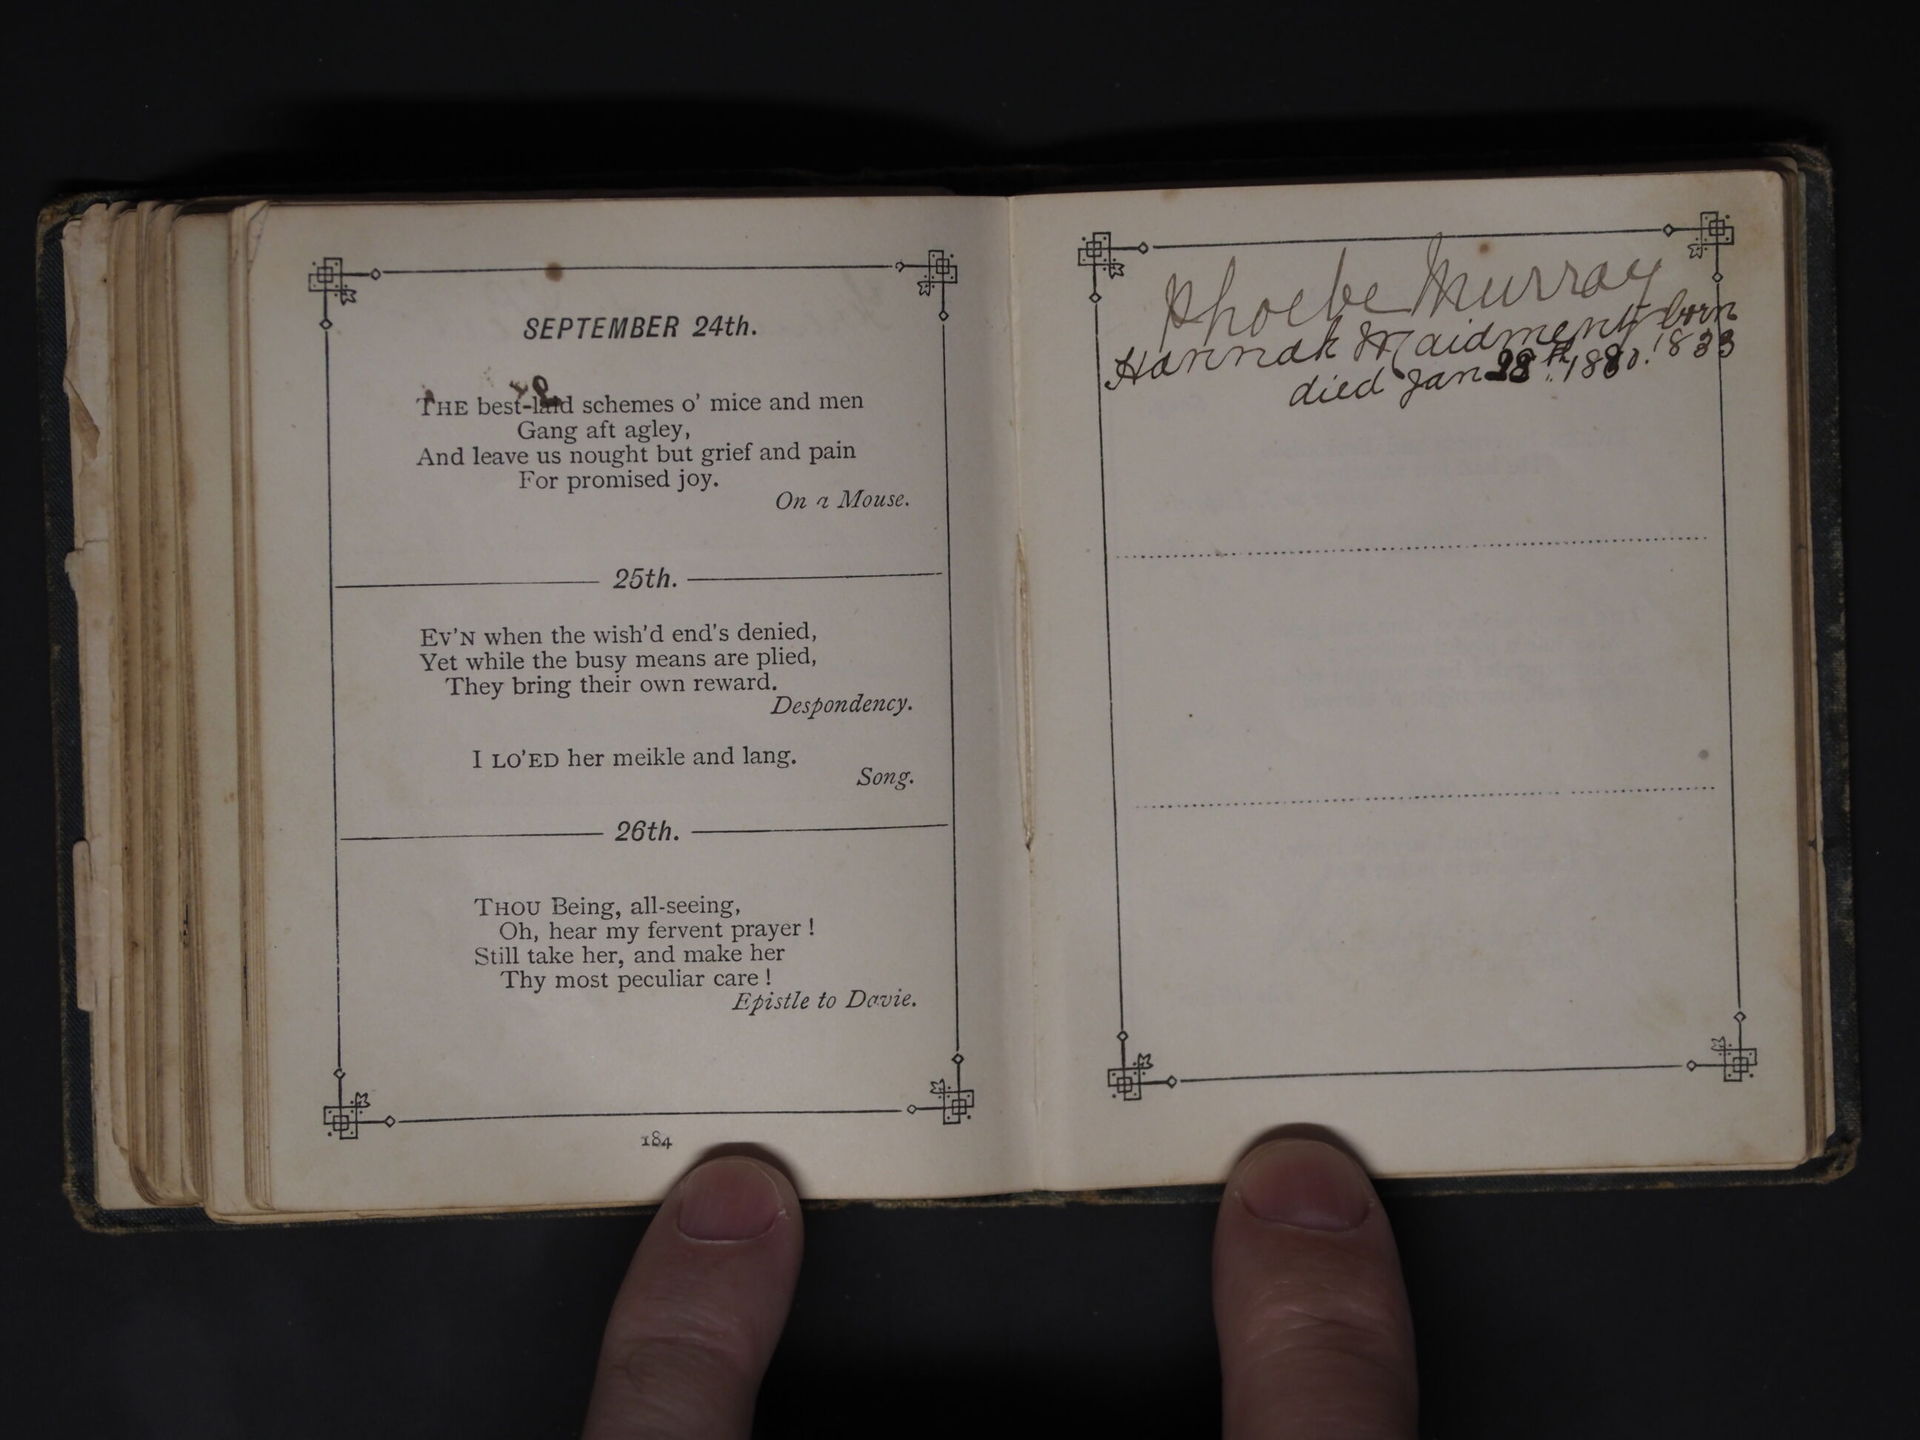 SEPTEMBER 24th.
THE best-laid schemes o' mice and men
Gang aft agley,
And leave us nought but grief and pain
For promised joy.
On a Mouse.
25th.
EV'N when the wish'd end's denied,
Yet while the busy means are plied,
They bring their own reward.
Despondency.
I LO'ED her meikle and lang.
Song.
26th.
THOU Being, all-seeing,
Oh, hear my fervent prayer !
Still take her, and make her
Thy most peculiar care !
Epistle to Davie.
184
Phoebe Murray
Hannah Maidment born
1833
died Jan 28th 1880.